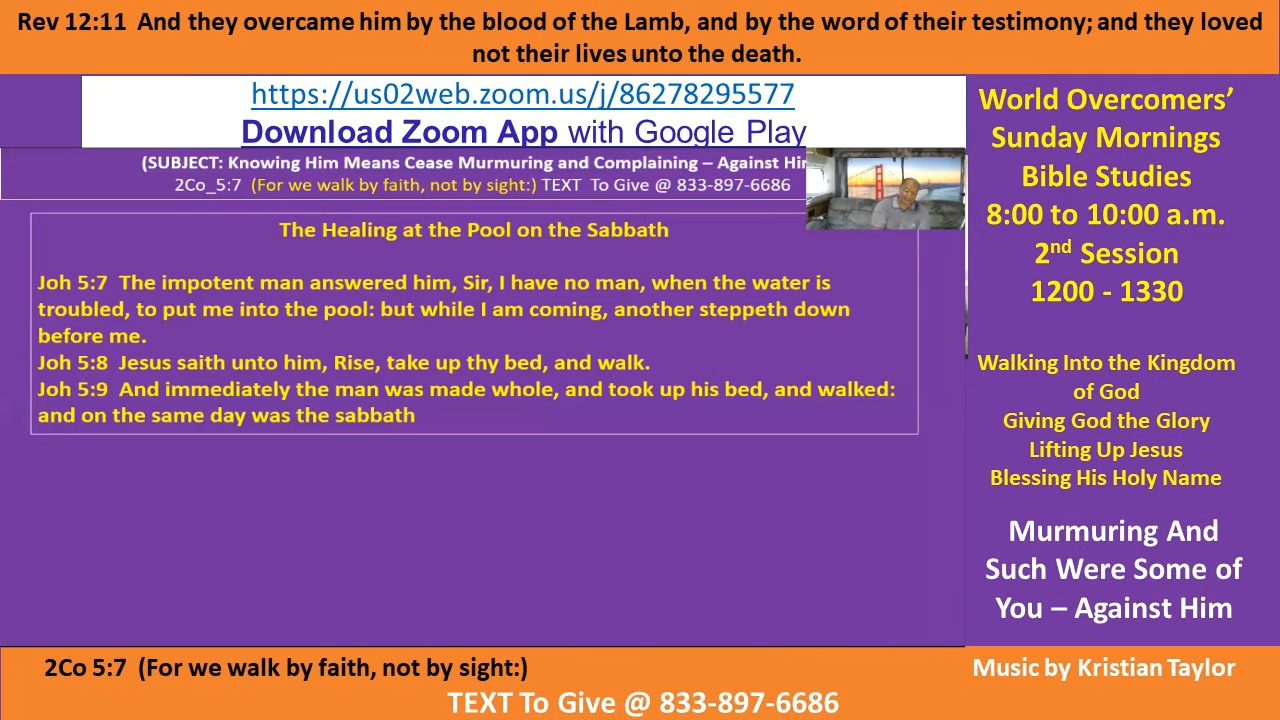 Rev 12:11 And they overcame him by the blood of the Lamb, and by the word of their testimony; and they loved
not their lives unto the death.
https://us02web.zoom.us/j/86278295577
Download Zoom App with Google Play
(SUBJECT: Knowing Him Means Cease Murmuring and Complaining – Against Hi
2Co_5:7 (For we walk by faith, not by sight:) TEXT To Give @ 833-897-6686
The Healing at the Pool on the Sabbath
Joh 5:7 The impotent man answered him, Sir, I have no man, when the water is
troubled, to put me into the pool: but while I am coming, another steppeth down
before me.
Joh 5:8 Jesus saith unto him, Rise, take up thy bed, and walk.
Joh 5:9 And immediately the man was made whole, and took up his bed, and walked:
and on the same day was the sabbath
World Overcomers’
Sunday Mornings
Bible Studies
8:00 to 10:00 a.m.
2nd Session
1200 - 1330
Walking Into the Kingdom
of God
Giving God the Glory
Lifting Up Jesus
Blessing His Holy Name
Murmuring And
Such Were Some of
You – Against Him
2Co 5:7 (For we walk by faith, not by sight:)
Music by Kristian Taylor
TEXT To Give @ 833-897-6686